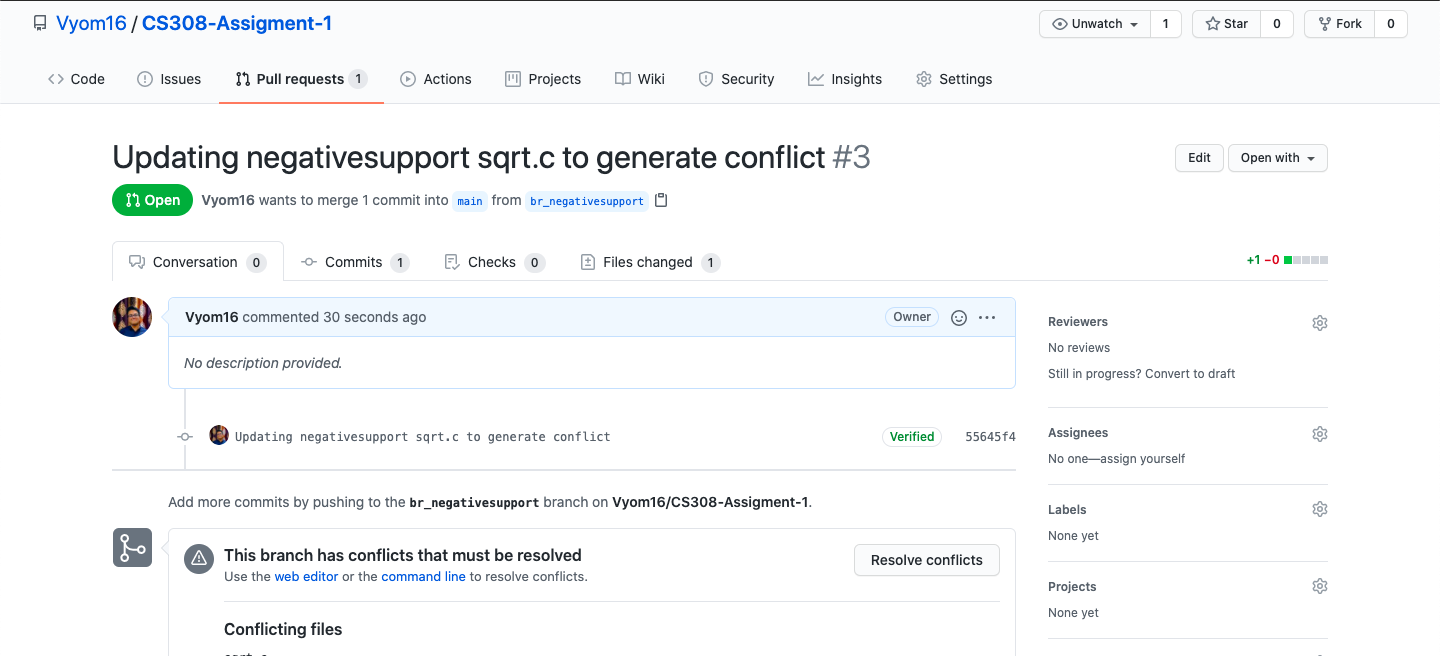 Vyom16 / CS308-Assigment-1
Unwatch 1 Star 0 Fork 0
Code Issues Pull requests 1 Actions Projects Wiki Security Insights Settings
Updating negativesupport sqrt.c to generate conflict #3
Edit Open with
Open Vyom16 wants to merge 1 commit into main from br_negativesupport
Conversation 0 Commits 1 Checks 0 Files changed 1
+1 −0
Vyom16 commented 30 seconds ago
Owner
No description provided.
Updating negativesupport sqrt.c to generate conflict
Verified 55645f4
Add more commits by pushing to the br_negativesupport branch on Vyom16/CS308-Assigment-1.
This branch has conflicts that must be resolved
Use the web editor or the command line to resolve conflicts.
Resolve conflicts
Conflicting files
Reviewers
No reviews
Still in progress? Convert to draft
Assignees
No one—assign yourself
Labels
None yet
Projects
None yet